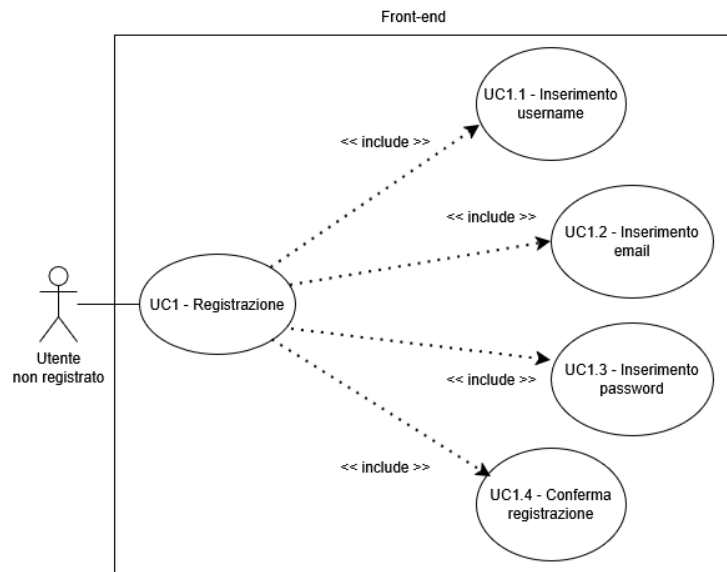 Front-end
UC1.1 - Inserimento
username
<< include >>
<< include >>
UC1.2 - Inserimento
email
UC1 - Registrazione
Utente
non registrato
UC1.3 - Inserimento
password
<< include >>
<< include >>
UC1.4 - Conferma
registrazione